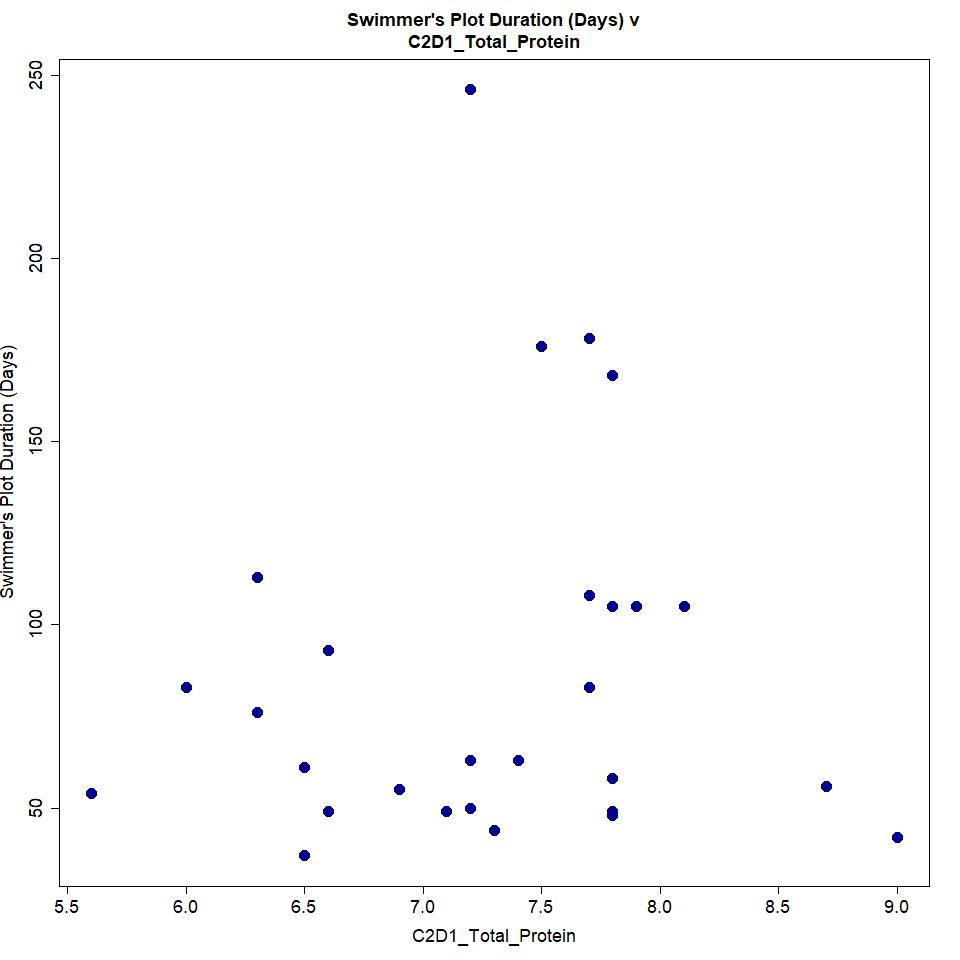 Swimmer's Plot Duration (Days) v
C2D1_Total_Protein
Swimmer's Plot Duration (Days)
250
200
150
100
50
5.5 6.0 6.5 7.0 7.5 8.0 8.5 9.0
C2D1_Total_Protein